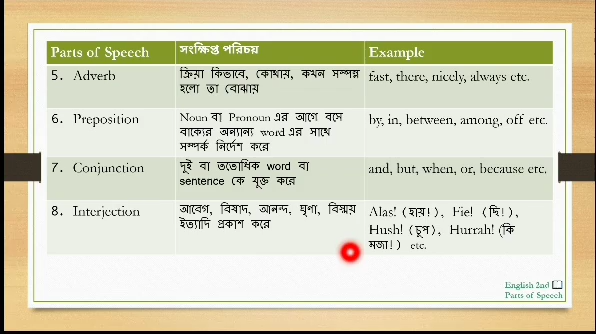 Parts of Speech সংক্ষিপ্ত পরিচয় Example
5. Adverb ক্রিয়া কিভাবে, কোথায়, কখন সম্পন্ন fast, there, nicely, always etc.
হলো তা বোঝায়
6. Preposition Noun বা Pronoun এর আগে বসে by, in, between, among, off etc.
বাক্যের অন্যান্য word এর সাথে
সম্পর্ক নির্দেশ করে
7. Conjunction দুই বা ততোধিক word বা and, but, when, or, because etc.
sentence কে যুক্ত করে
8. Interjection আবেগ, বিষাদ, আনন্দ, ঘৃণা, বিস্ময় Alas! (হায়!), Fie! (ছি!),
ইত্যাদি প্রকাশ করে Hush! (চুপ), Hurrah! (কি
মজা!) etc.
English 2nd
Parts of Speech